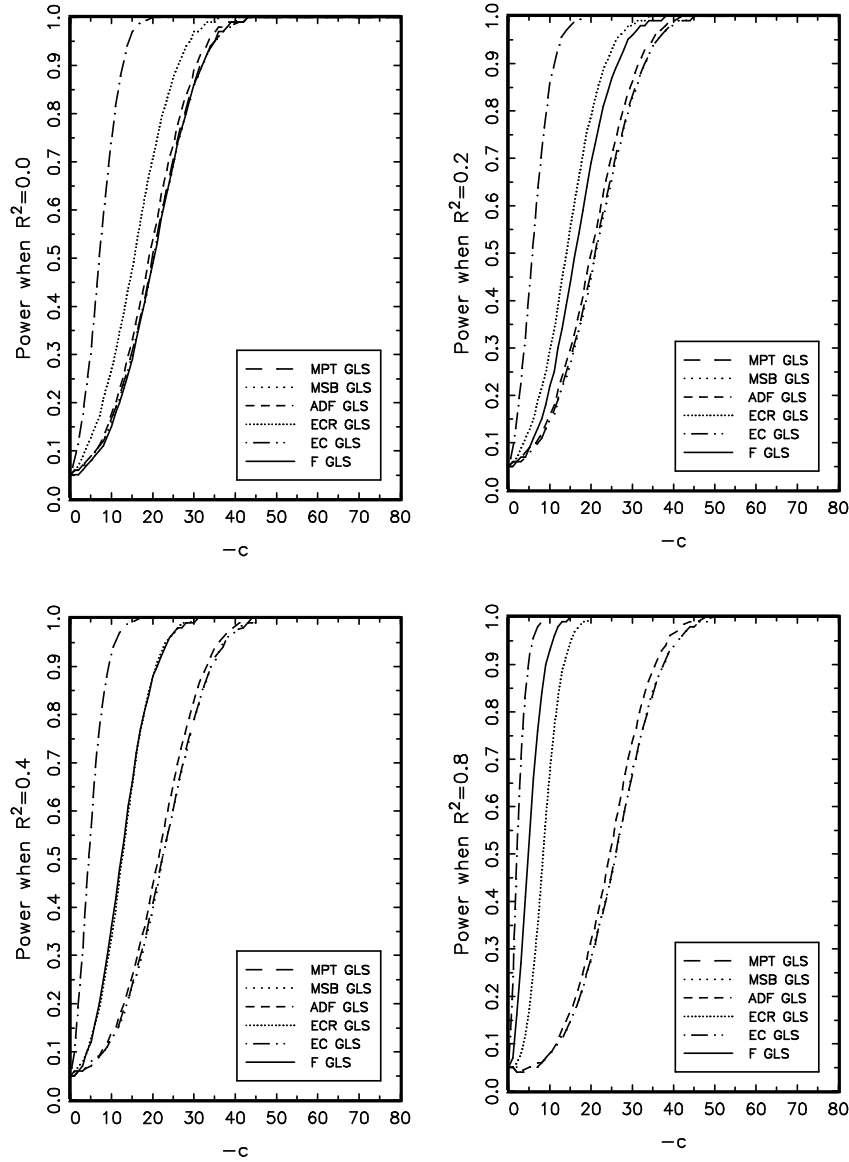 Power when R²=0.0
1.0
0.9
0.8
0.7
0.6
0.5
0.4
0.3
0.2
0.1
0.0
MPT GLS
MSB GLS
ADF GLS
ECR GLS
EC GLS
F GLS
0 10 20 30 40 50 60 70 80
−c
Power when R²=0.2
1.0
0.9
0.8
0.7
0.6
0.5
0.4
0.3
0.2
0.1
0.0
MPT GLS
MSB GLS
ADF GLS
ECR GLS
EC GLS
F GLS
0 10 20 30 40 50 60 70 80
−c
Power when R²=0.4
1.0
0.9
0.8
0.7
0.6
0.5
0.4
0.3
0.2
0.1
0.0
MPT GLS
MSB GLS
ADF GLS
ECR GLS
EC GLS
F GLS
0 10 20 30 40 50 60 70 80
−c
Power when R²=0.8
1.0
0.9
0.8
0.7
0.6
0.5
0.4
0.3
0.2
0.1
0.0
MPT GLS
MSB GLS
ADF GLS
ECR GLS
EC GLS
F GLS
0 10 20 30 40 50 60 70 80
−c